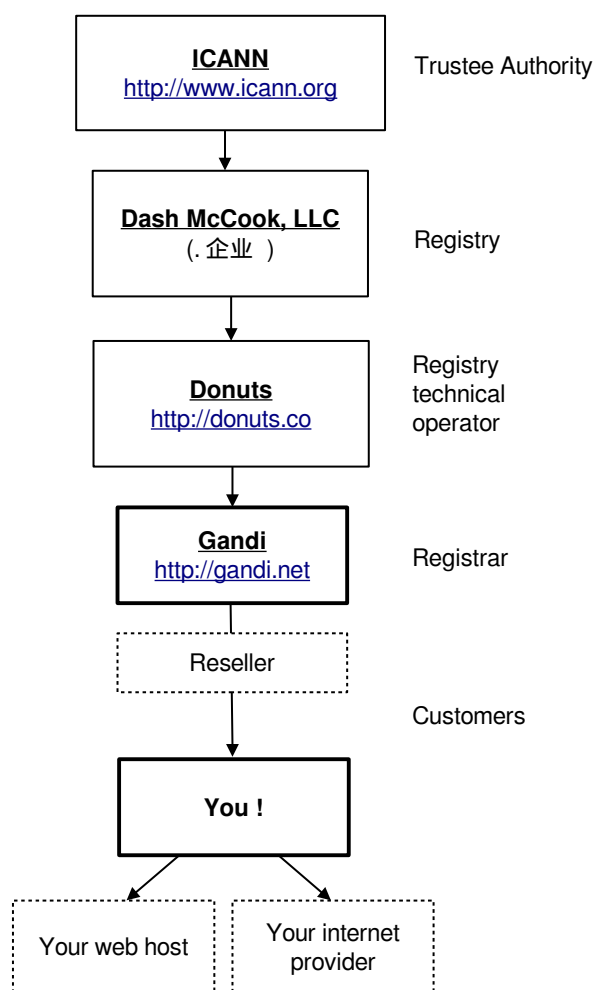 ICANN
http://www.icann.org
Trustee Authority
Dash McCook, LLC
(. 企业 )
Registry
Donuts
http://donuts.co
Registry
technical
operator
Gandi
http://gandi.net
Registrar
Reseller
Customers
You !
Your web host
Your internet
provider